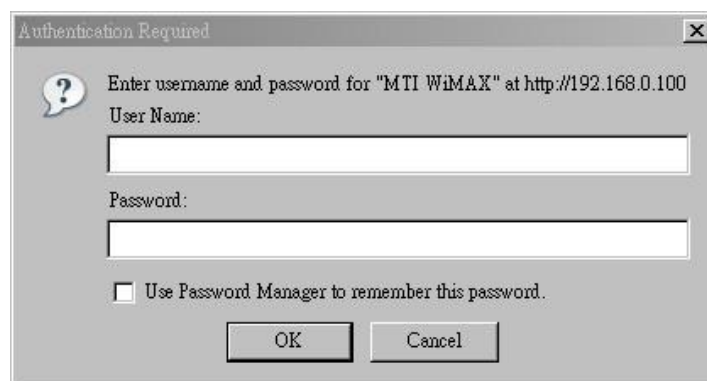 Authentication Required
Enter username and password for "MTI WiMAX" at http://192.168.0.100
User Name:
Password:
Use Password Manager to remember this password.
OK
Cancel